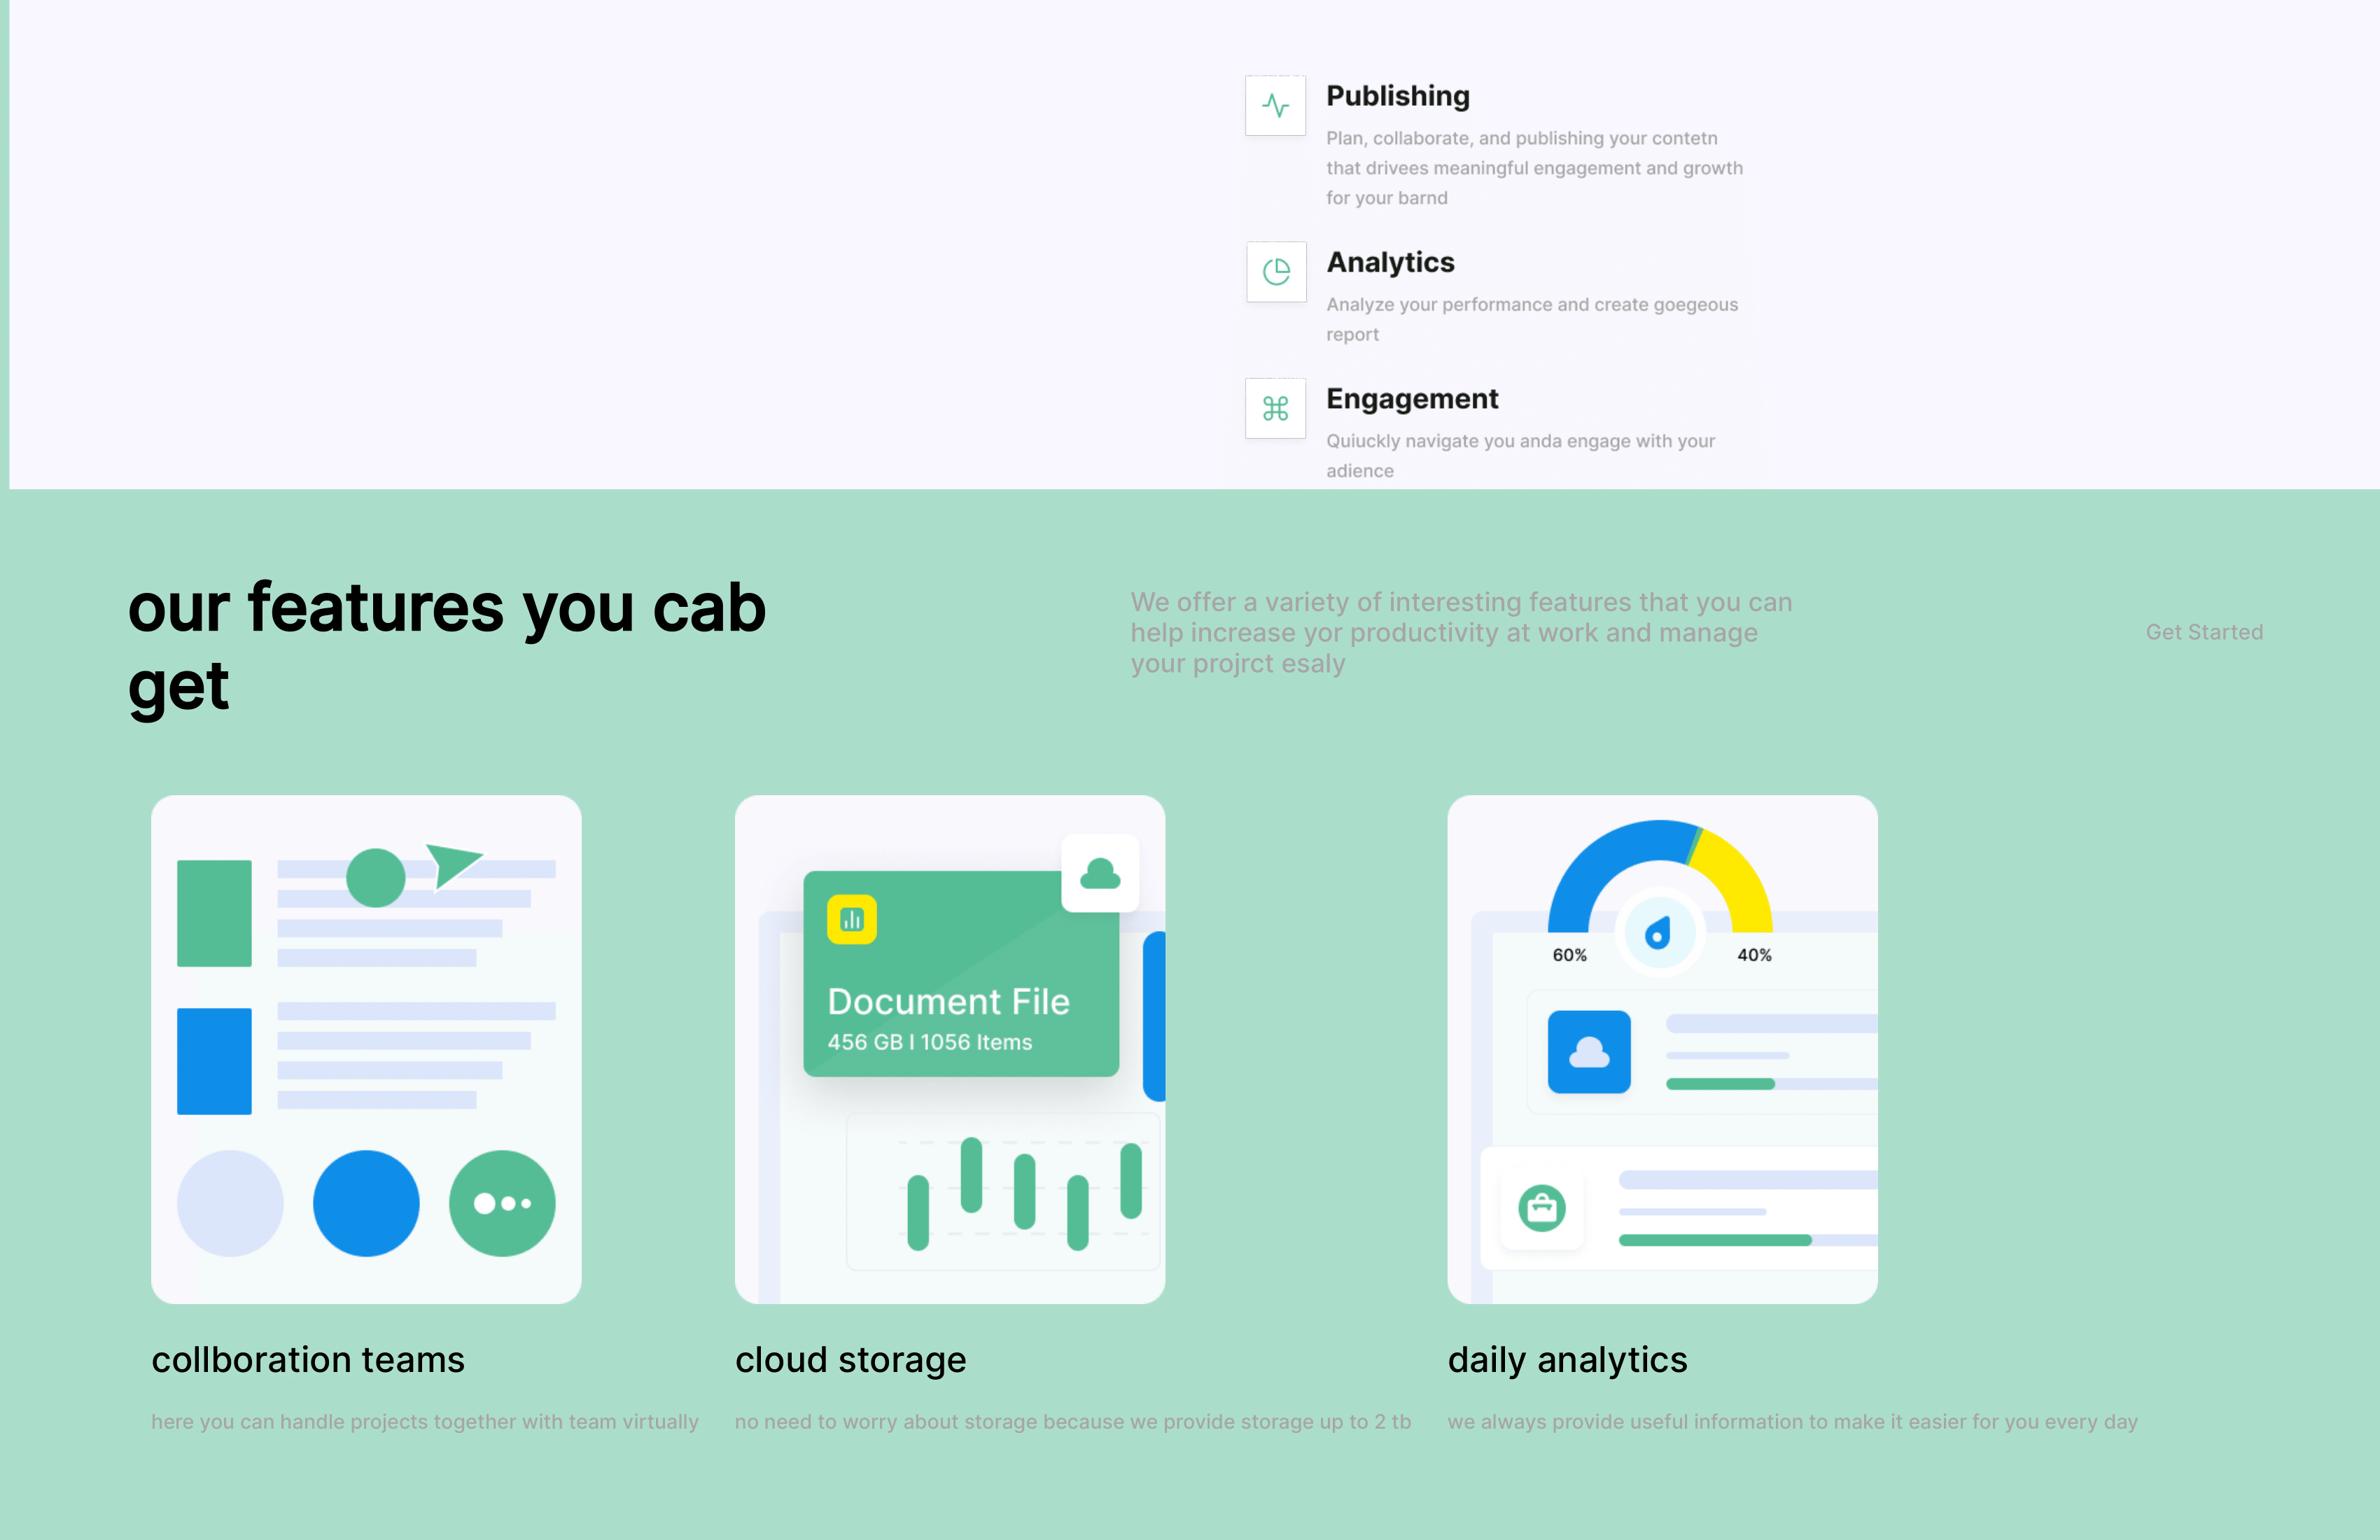 Publishing
Plan, collaborate, and publishing your contetn
that drivees meaningful engagement and growth
for your barnd
Analytics
Analyze your performance and create goegeous
report
Engagement
Quiuckly navigate you anda engage with your
adience
our features you cab
get
We offer a variety of interesting features that you can
help increase yor productivity at work and manage
your projrct esaly
Get Started
Document File
456 GB l 1056 Items
60%
40%
collboration teams
here you can handle projects together with team virtually
cloud storage
no need to worry about storage because we provide storage up to 2 tb
daily analytics
we always provide useful information to make it easier for you every day